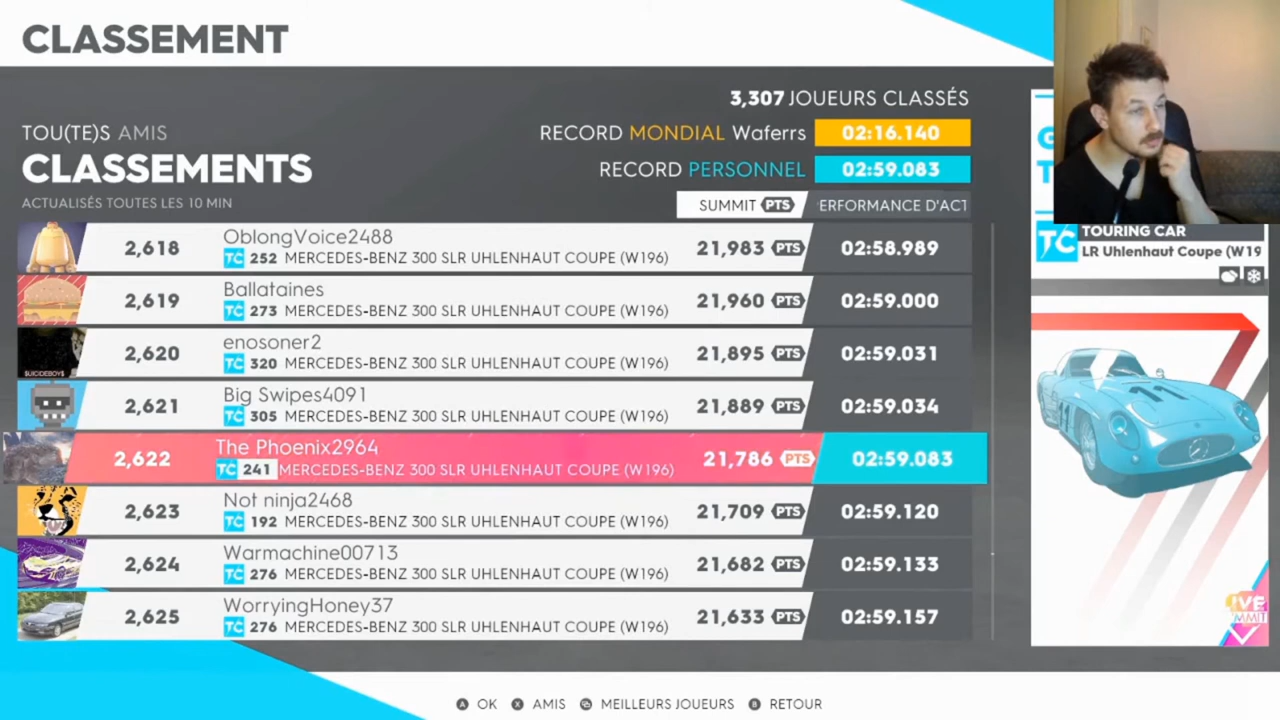 CLASSEMENT
3,307 JOUEURS CLASSÉS
TOU(TE)S AMIS
RECORD MONDIAL Waferrs 02:16.140
CLASSEMENTS
RECORD PERSONNEL 02:59.083
ACTUALISÉS TOUTES LES 10 MIN
SUMMIT PTS ERFORMANCE D'ACT
TC TOURING CAR
LR Uhlenhaut Coupe (W19
2,618 OblongVoice2488 21,983 PTS 02:58.989
TC 252 MERCEDES-BENZ 300 SLR UHLENHAUT COUPE (W196)
2,619 Ballataines 21,960 PTS 02:59.000
TC 273 MERCEDES-BENZ 300 SLR UHLENHAUT COUPE (W196)
2,620 enosoner2 21,895 PTS 02:59.031
TC 320 MERCEDES-BENZ 300 SLR UHLENHAUT COUPE (W196)
$UICIDEBOY$
2,621 Big Swipes4091 21,889 PTS 02:59.034
TC 305 MERCEDES-BENZ 300 SLR UHLENHAUT COUPE (W196)
2,622 The Phoenix2964 21,786 PTS 02:59.083
TC 241 MERCEDES-BENZ 300 SLR UHLENHAUT COUPE (W196)
2,623 Not ninja2468 21,709 PTS 02:59.120
TC 192 MERCEDES-BENZ 300 SLR UHLENHAUT COUPE (W196)
2,624 Warmachine00713 21,682 PTS 02:59.133
TC 276 MERCEDES-BENZ 300 SLR UHLENHAUT COUPE (W196)
2,625 WorryingHoney37 21,633 PTS 02:59.157
TC 276 MERCEDES-BENZ 300 SLR UHLENHAUT COUPE (W196)
11 11
A OK X AMIS MEILLEURS JOUEURS B RETOUR